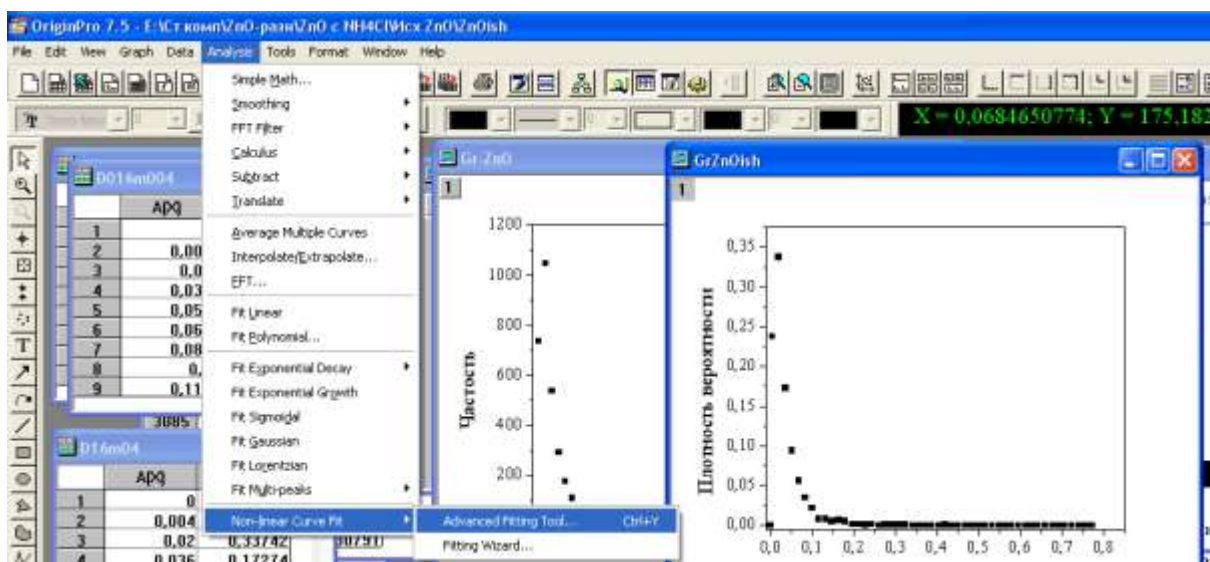 OriginPro 7.5 - E:\Ст комп\ZnO-разн\ZnO с NH4Cl\Исх ZnO\ZnOish
File Edit View Graph Data Analysis Tools Format Window Help
X = 0,0684650774; Y = 175,182
Simple Math...
Smoothing
FFT Filter
Calculus
Subtract
Translate
Average Multiple Curves
Interpolate/Extrapolate...
FFT...
Fit Linear
Fit Polynomial...
Fit Exponential Decay
Fit Exponential Growth
Fit Sigmoidal
Fit Gaussian
Fit Lorentzian
Fit Multi-peaks
Non-linear Curve Fit
Advanced Fitting Tool... Ctrl+Y
Fitting Wizard...
D016m004
A[X]
1
2 0,00
3 0,0
4 0,03
5 0,05
6 0,06
7 0,08
8 0,
9 0,11
3085
D16m04
A[X]
1 0
2 0,004
3 0,02 0,33742
4 0,036 0,17274
Gr ZnO
1
1200
1000
800
600
400
200
Частость
GrZnOish
1
0,35
0,30
0,25
0,20
0,15
0,10
0,05
0,00
Плотность вероятности
0,0 0,1 0,2 0,3 0,4 0,5 0,6 0,7 0,8